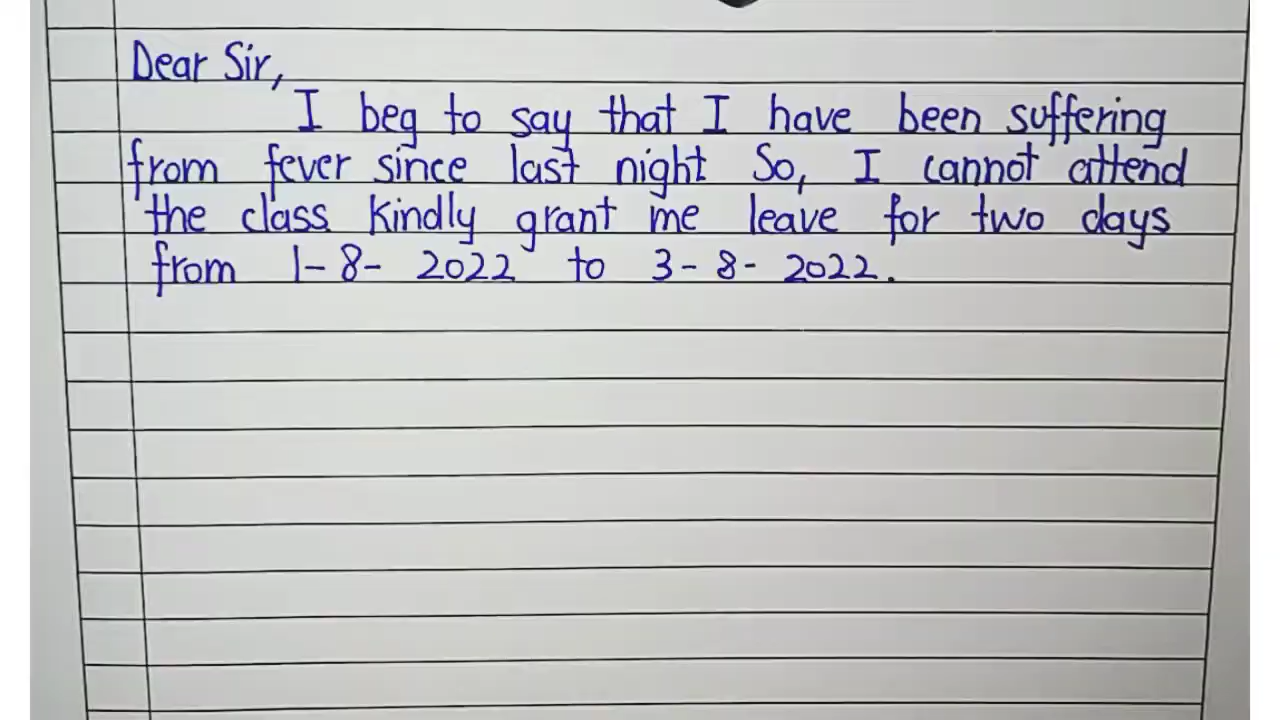 Dear Sir,
I beg to say that I have been suffering
from fever since last night So, I cannot attend
the class Kindly grant me leave for two days
from 1-8-2022 to 3-8-2022.